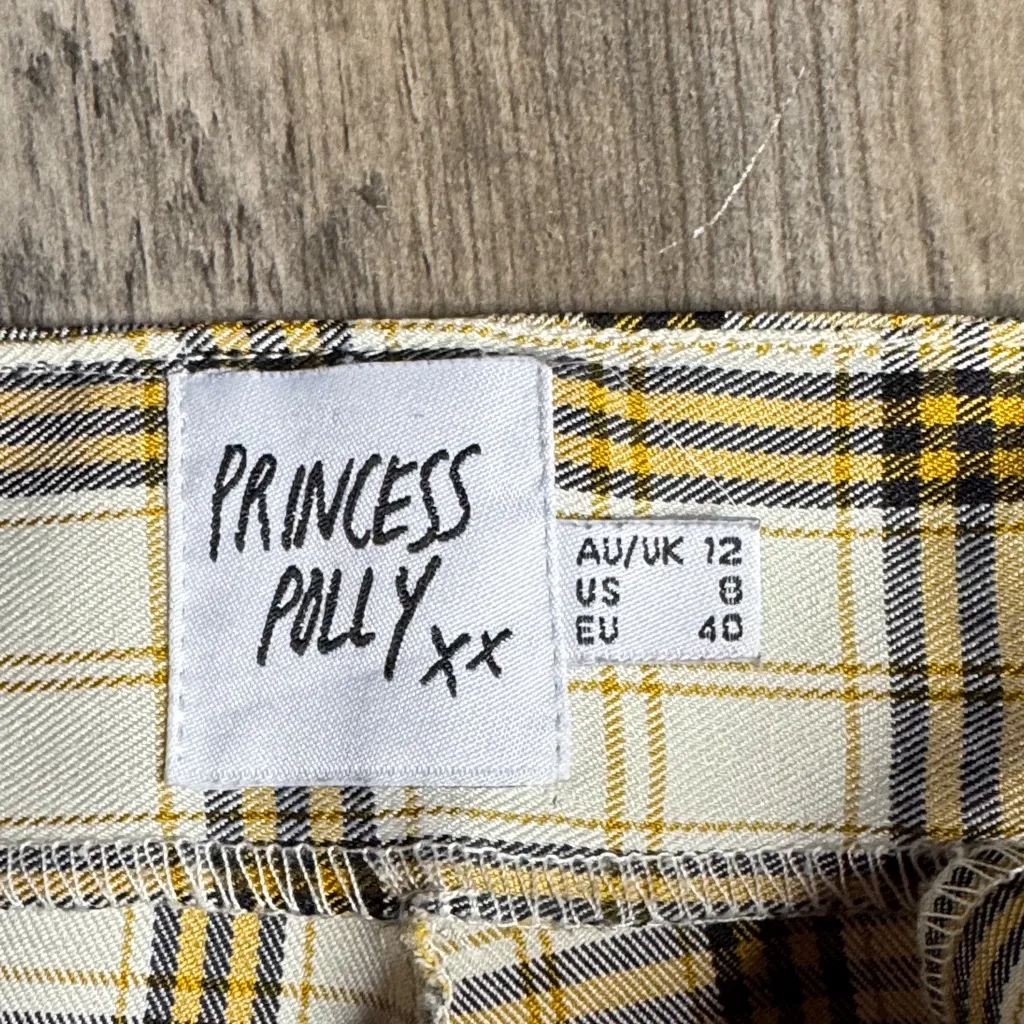 PRINCESS
POLLY
xx
AU/UK 12
US 8
EU 40